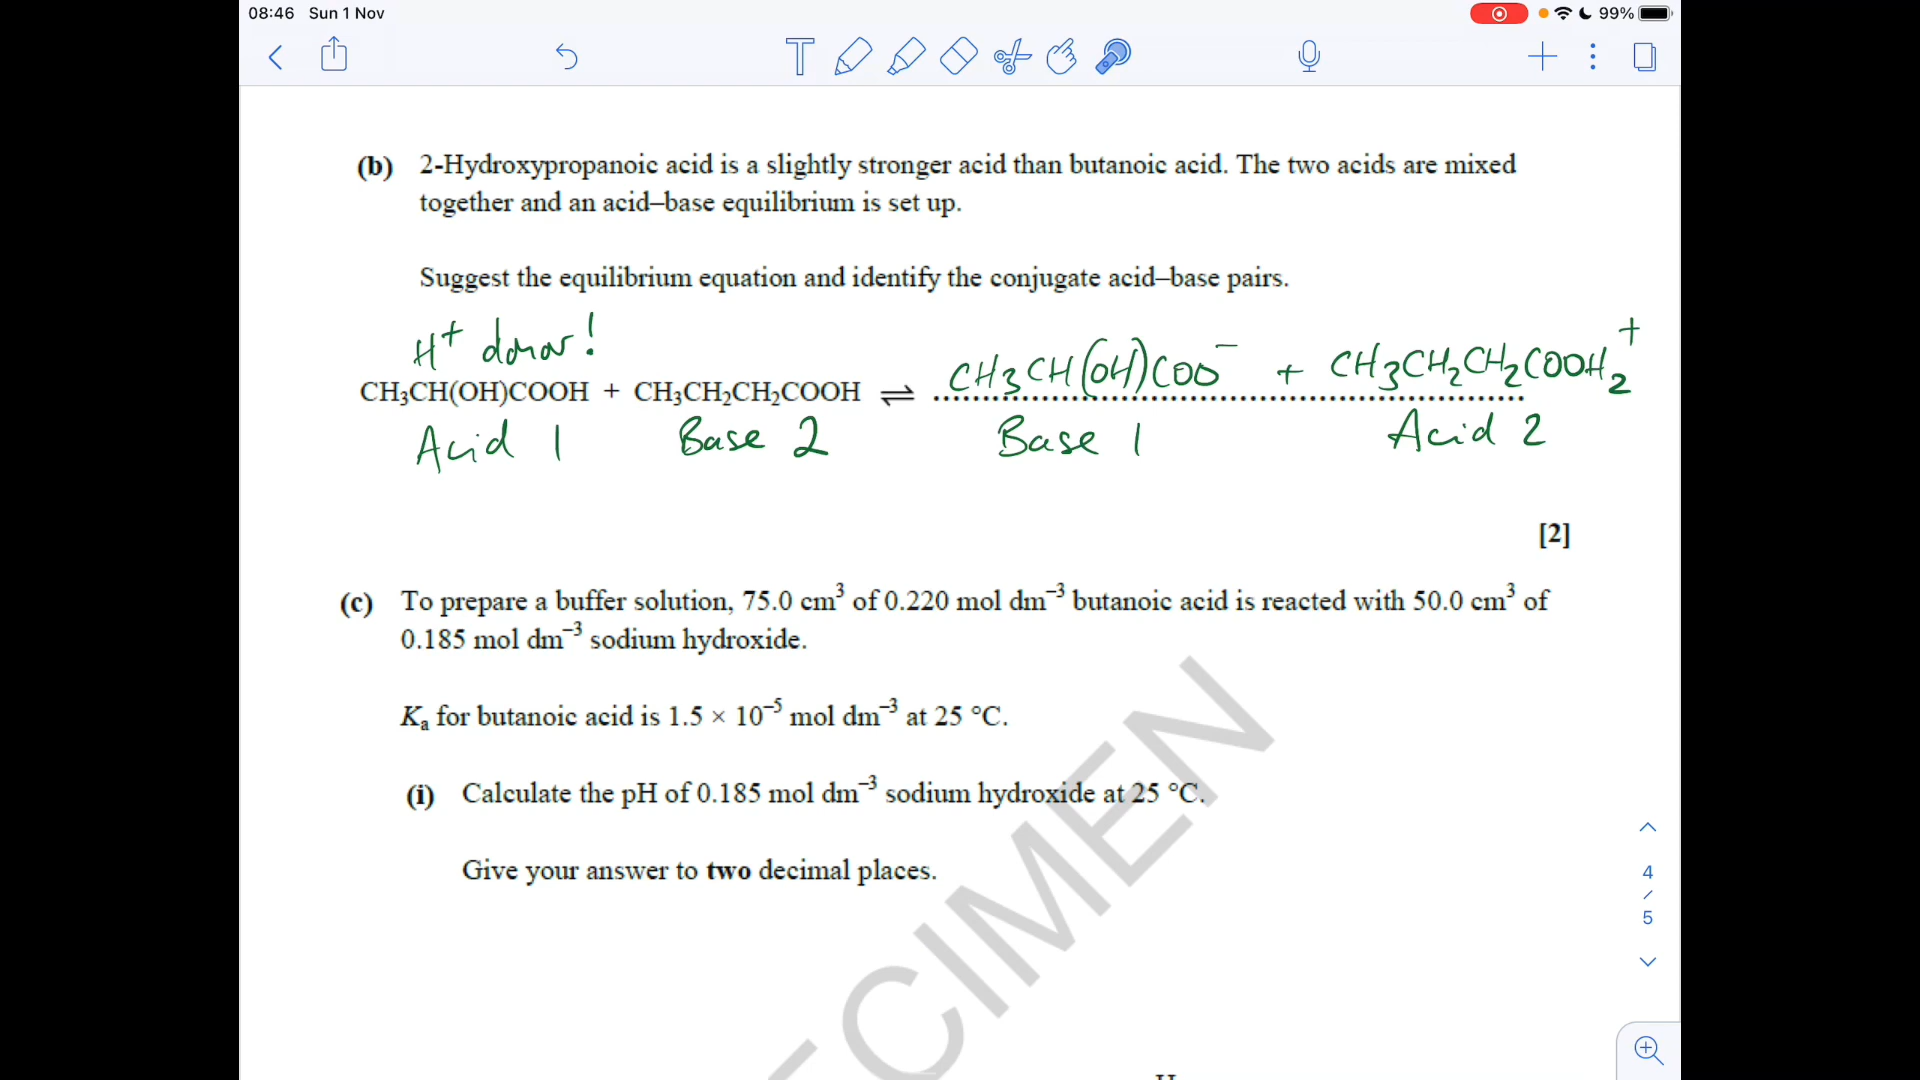 08:46 Sun 1 Nov 99%
(b) 2-Hydroxypropanoic acid is a slightly stronger acid than butanoic acid. The two acids are mixed
together and an acid–base equilibrium is set up.
Suggest the equilibrium equation and identify the conjugate acid–base pairs.
H⁺ donor!
CH₃CH(OH)COOH + CH₃CH₂CH₂COOH ⇌ CH₃CH(OH)COO⁻ + CH₃CH₂CH₂COOH₂⁺
Acid 1 Base 2 Base 1 Acid 2
[2]
(c) To prepare a buffer solution, 75.0 cm³ of 0.220 mol dm⁻³ butanoic acid is reacted with 50.0 cm³ of
0.185 mol dm⁻³ sodium hydroxide.
Kₐ for butanoic acid is 1.5 × 10⁻⁵ mol dm⁻³ at 25 °C.
(i) Calculate the pH of 0.185 mol dm⁻³ sodium hydroxide at 25 °C.
Give your answer to two decimal places.
4
/
5
ECIMEN